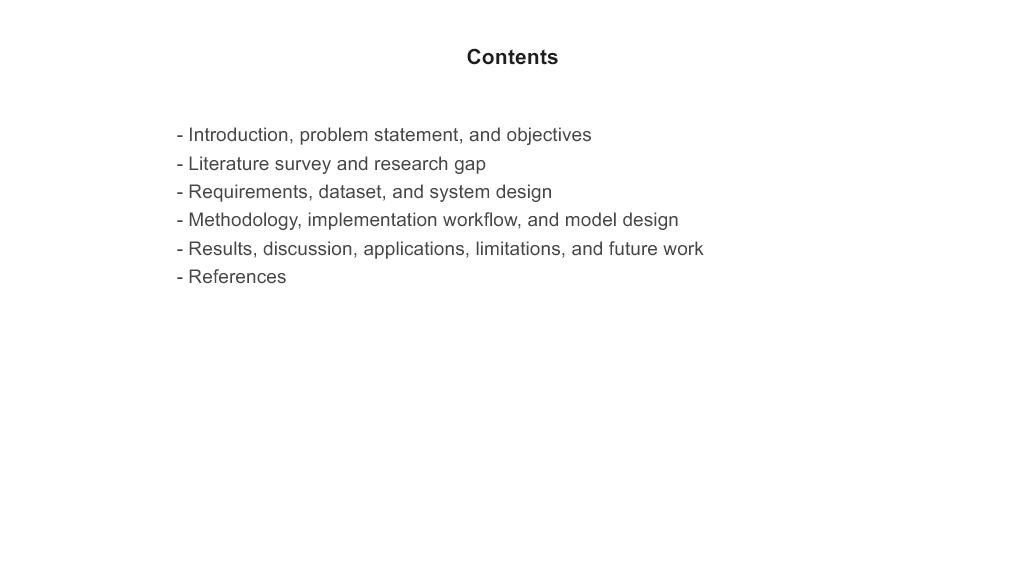 Contents
- Introduction, problem statement, and objectives
- Literature survey and research gap
- Requirements, dataset, and system design
- Methodology, implementation workflow, and model design
- Results, discussion, applications, limitations, and future work
- References